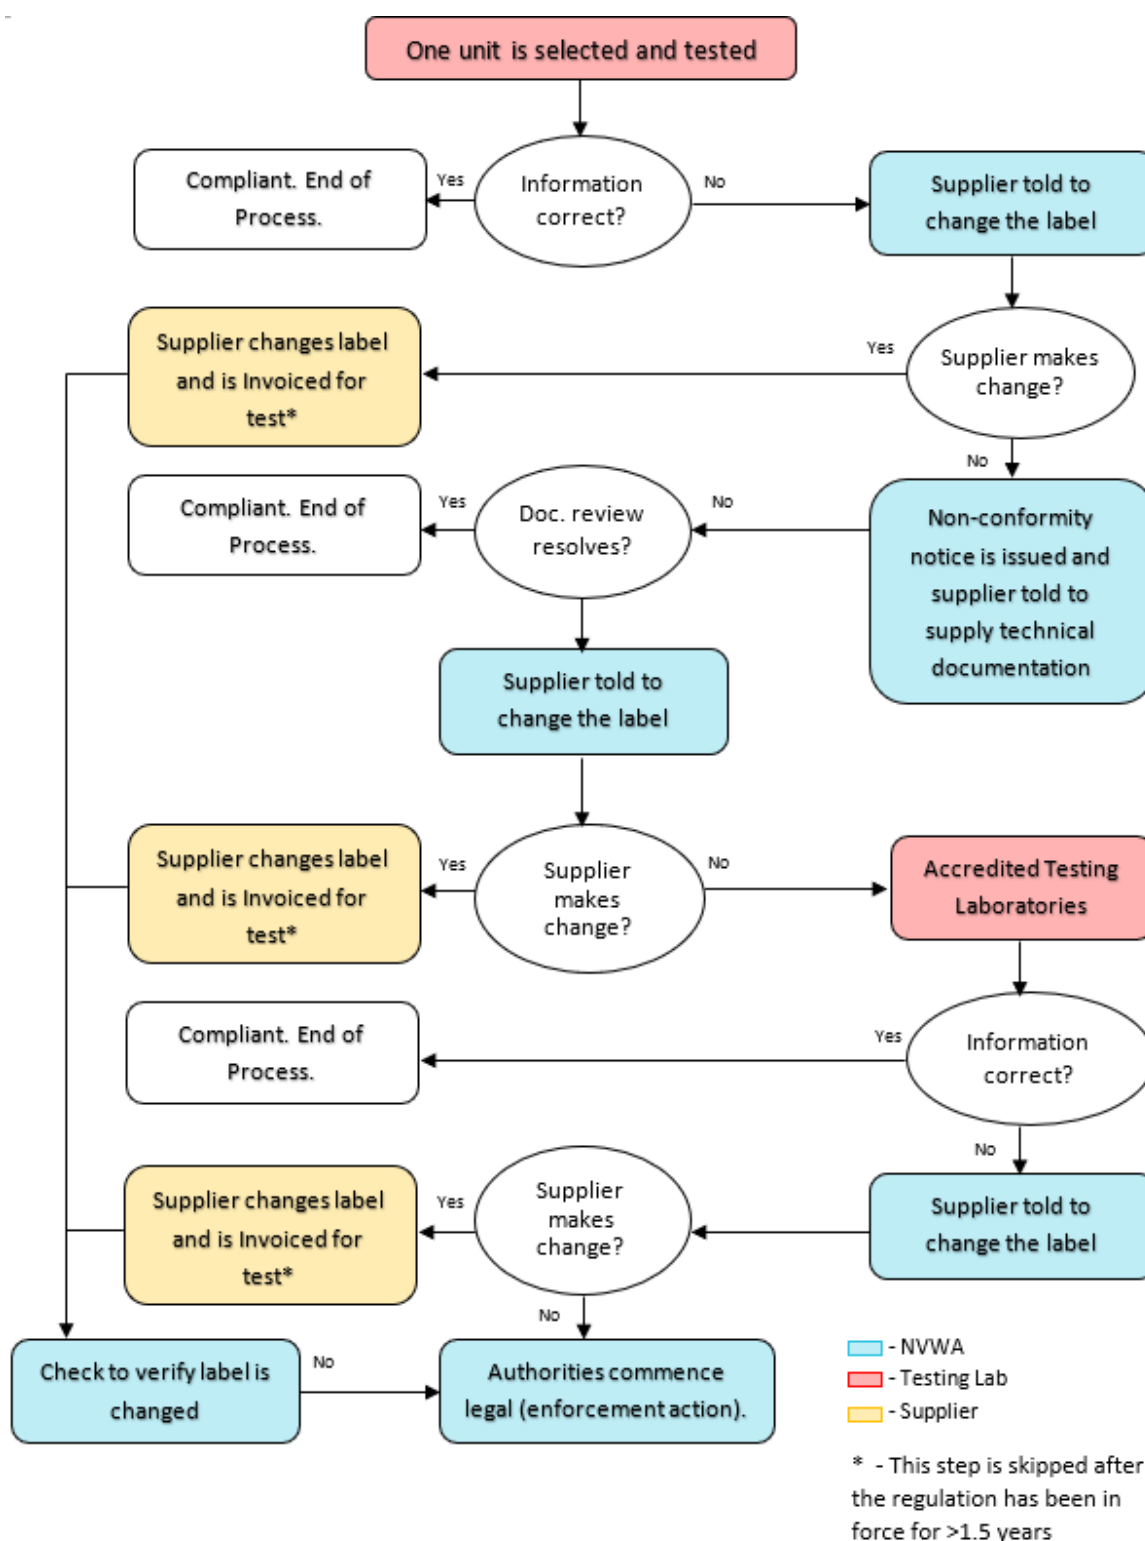 One unit is selected and tested
Compliant. End of
Process.
Yes
Information
correct?
No
Supplier told to
change the label
Supplier changes label
and is Invoiced for
test*
Yes
Supplier makes
change?
No
Compliant. End of
Process.
Yes
Doc. review
resolves?
No
Non-conformity
notice is issued and
supplier told to
supply technical
documentation
Supplier told to
change the label
Supplier changes label
and is Invoiced for
test*
Yes
Supplier
makes
change?
No
Accredited Testing
Laboratories
Compliant. End of
Process.
Yes
Information
correct?
No
Supplier changes label
and is Invoiced for
test*
Yes
Supplier
makes
change?
Supplier told to
change the label
No
Check to verify label is
changed
No
Authorities commence
legal (enforcement action).
- NVWA
- Testing Lab
- Supplier
* - This step is skipped after
the regulation has been in
force for >1.5 years